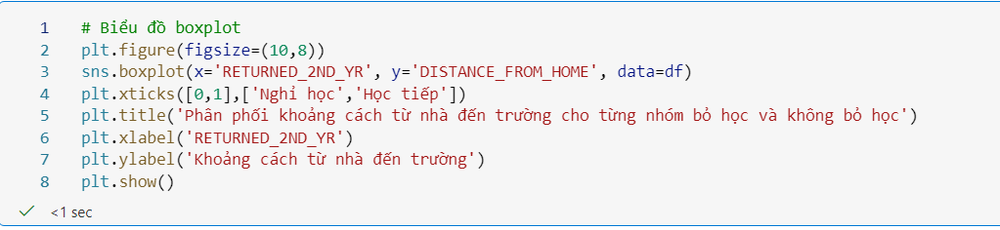 1 # Biểu đồ boxplot
2 plt.figure(figsize=(10,8))
3 sns.boxplot(x='RETURNED_2ND_YR', y='DISTANCE_FROM_HOME', data=df)
4 plt.xticks([0,1],['Nghỉ học','Học tiếp'])
5 plt.title('Phân phối khoảng cách từ nhà đến trường cho từng nhóm bỏ học và không bỏ học')
6 plt.xlabel('RETURNED_2ND_YR')
7 plt.ylabel('Khoảng cách từ nhà đến trường')
8 plt.show()
<1 sec